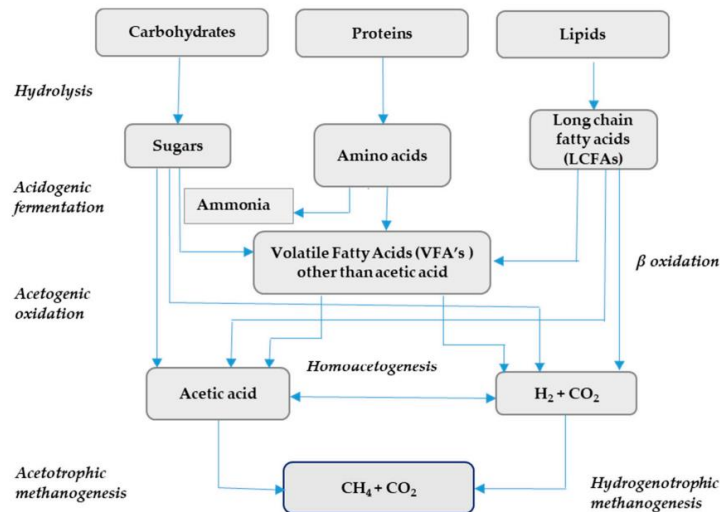 Carbohydrates
Proteins
Lipids
Hydrolysis
Sugars
Amino acids
Long chain
fatty acids
(LCFAs)
Acidogenic
fermentation
Ammonia
Volatile Fatty Acids (VFA's )
other than acetic acid
β oxidation
Acetogenic
oxidation
Homoacetogenesis
Acetic acid
H₂ + CO₂
Acetotrophic
methanogenesis
CH₄ + CO₂
Hydrogenotrophic
methanogenesis